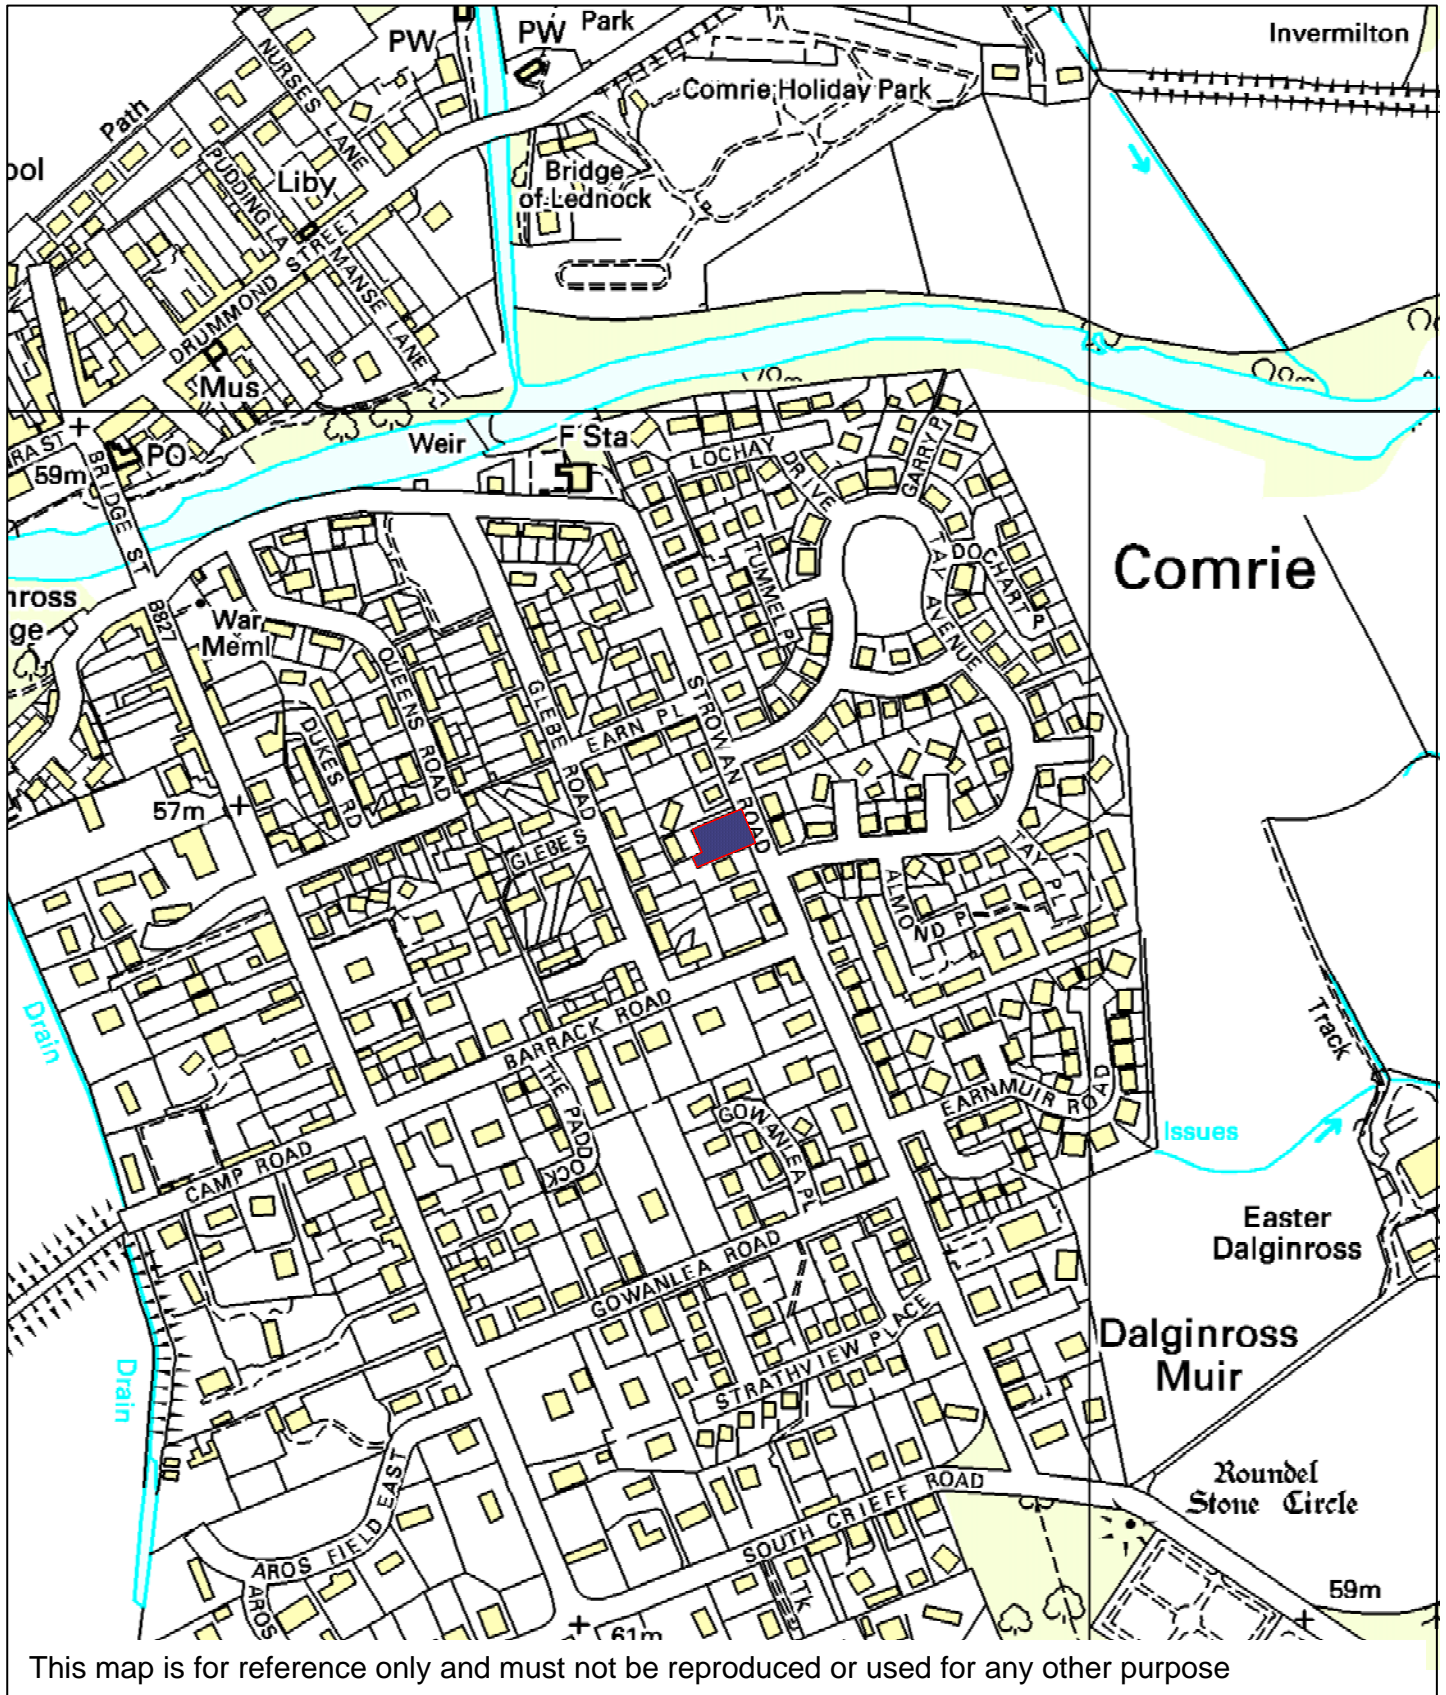 Park
PW
PW
Invermilton
NURSES LANE
Path
Comrie Holiday Park
ool
PUDDING LA
Liby
Bridge
of Lednock
DRUMMOND STREET
MANSE LANE
Mus
Weir
F Sta
PO
RA ST
59m
BRIDGE ST
LOCHAY DRIVE
GARRY PL
TUMMEL P
TAY AVENUE
DOCHART P
Comrie
nross
ge
B827
War
Meml
QUEENS ROAD
DUKES RD
GLEBE ROAD
EARN PL
STROWAN ROAD
57m
GLEBE S
TAY PL
ALMOND P
Drain
BARRACK ROAD
THE PADDOCK
Track
EARNMUIR ROAD
GOWANLEA PL
Issues
CAMP ROAD
Easter
Dalginross
GOWANLEA ROAD
STRATHVIEW PLACE
Dalginross
Muir
Drain
Roundel
Stone Circle
SOUTH CRIEFF ROAD
AROS FIELD EAST
AROS
TK
59m
61m
This map is for reference only and must not be reproduced or used for any other purpose